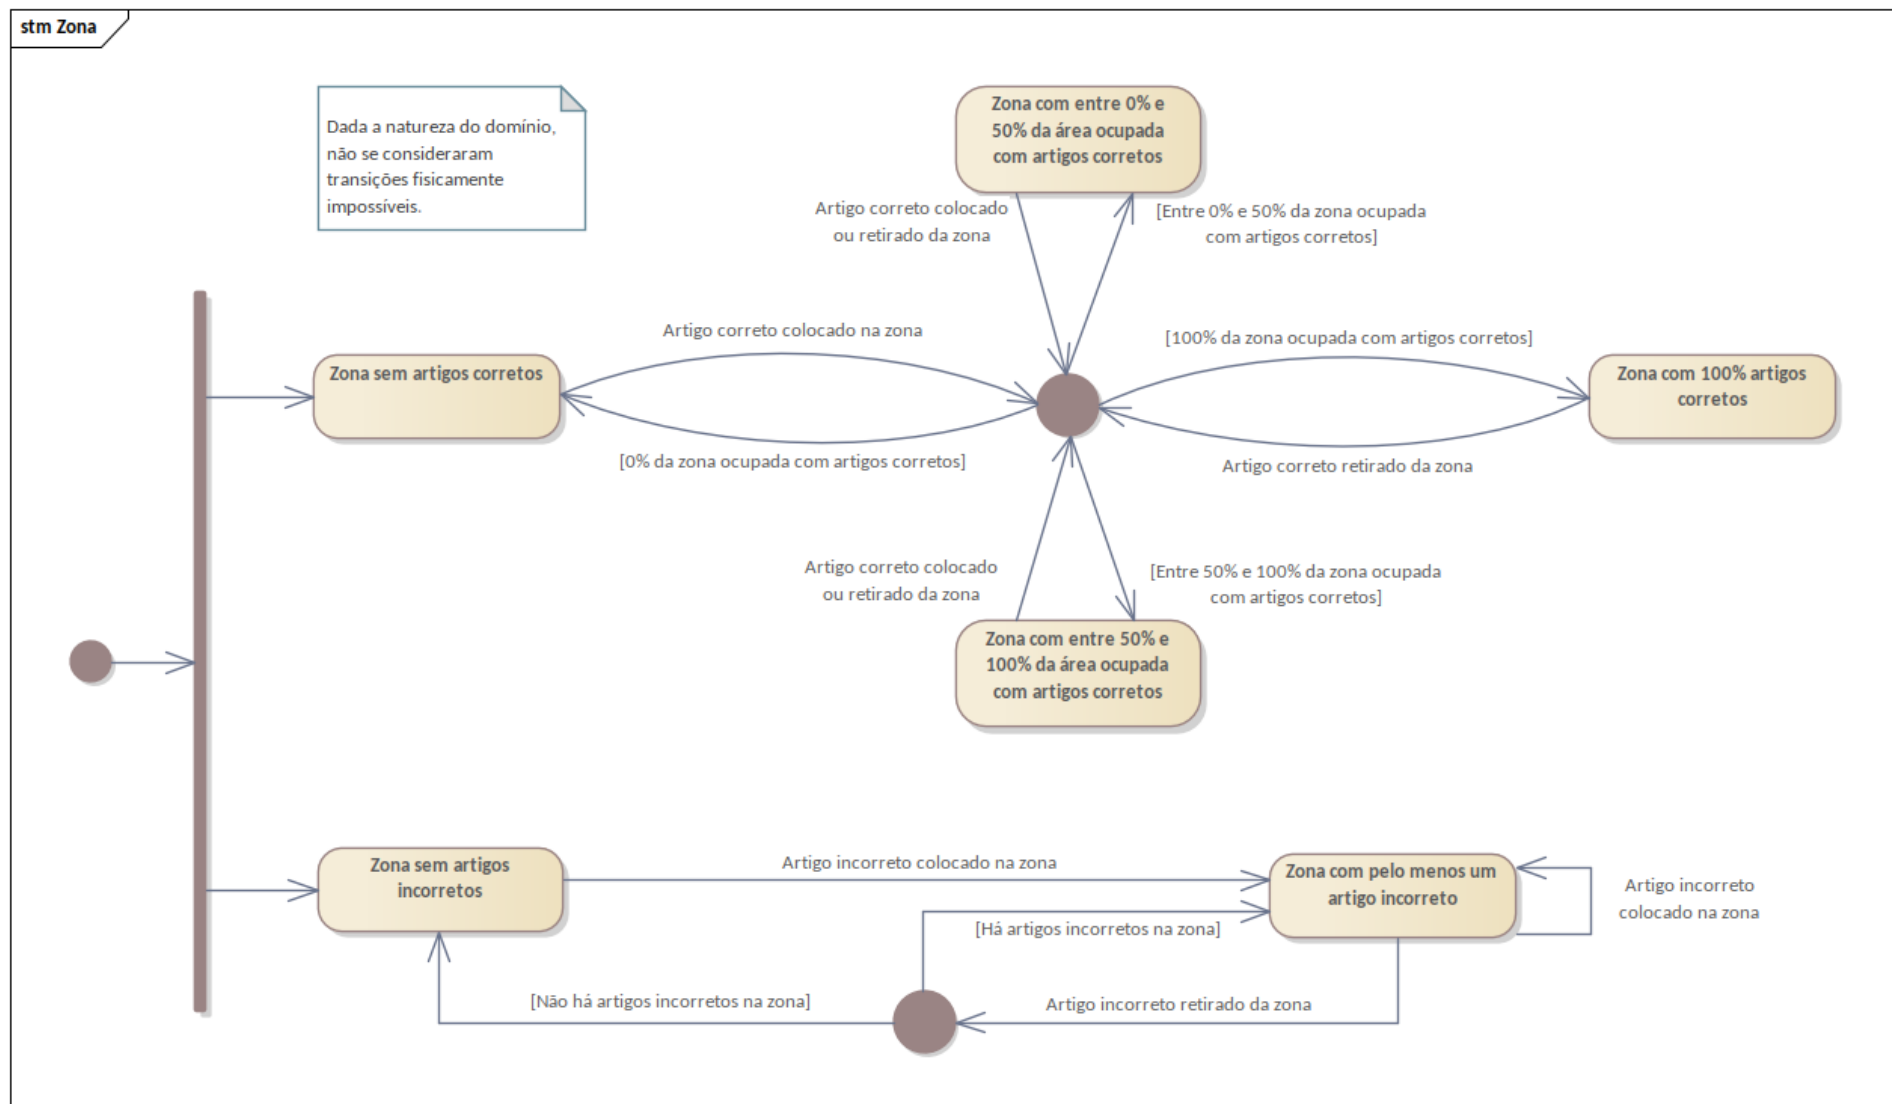 stm Zona
Dada a natureza do domínio,
não se consideraram
transições fisicamente
impossíveis.
Zona com entre 0% e
50% da área ocupada
com artigos corretos
Artigo correto colocado
ou retirado da zona
[Entre 0% e 50% da zona ocupada
com artigos corretos]
Artigo correto colocado na zona
[100% da zona ocupada com artigos corretos]
Zona sem artigos corretos
Zona com 100% artigos
corretos
[0% da zona ocupada com artigos corretos]
Artigo correto retirado da zona
Artigo correto colocado
ou retirado da zona
[Entre 50% e 100% da zona ocupada
com artigos corretos]
Zona com entre 50% e
100% da área ocupada
com artigos corretos
Zona sem artigos
incorretos
Artigo incorreto colocado na zona
Zona com pelo menos um
artigo incorreto
Artigo incorreto
colocado na zona
[Há artigos incorretos na zona]
[Não há artigos incorretos na zona]
Artigo incorreto retirado da zona